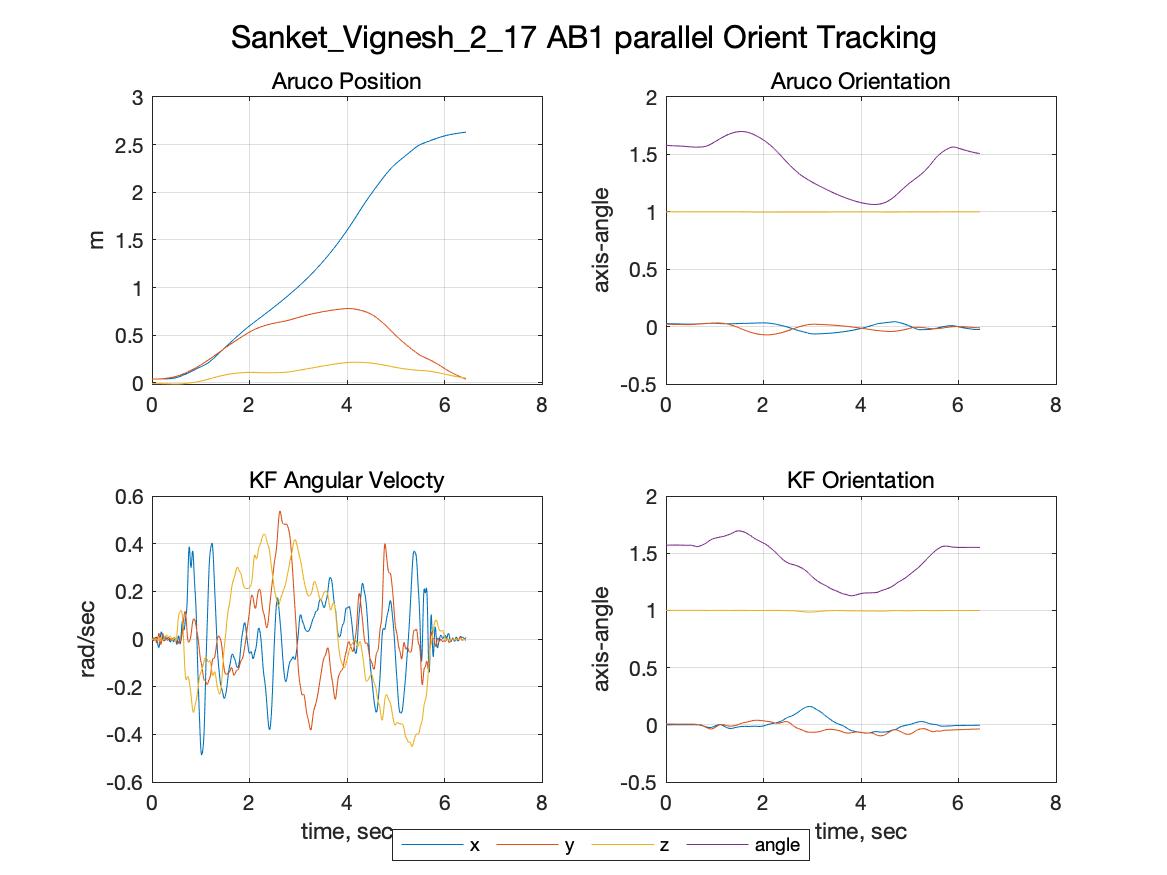 Sanket_Vignesh_2_17 AB1 parallel Orient Tracking
Aruco Position
3
2.5
2
1.5
1
0.5
0
m
0 2 4 6 8
Aruco Orientation
2
1.5
1
0.5
0
-0.5
axis-angle
0 2 4 6 8
KF Angular Velocty
0.6
0.4
0.2
0
-0.2
-0.4
-0.6
rad/sec
0 2 4 6 8
time, sec
KF Orientation
2
1.5
1
0.5
0
-0.5
axis-angle
0 2 4 6 8
time, sec
x y z angle